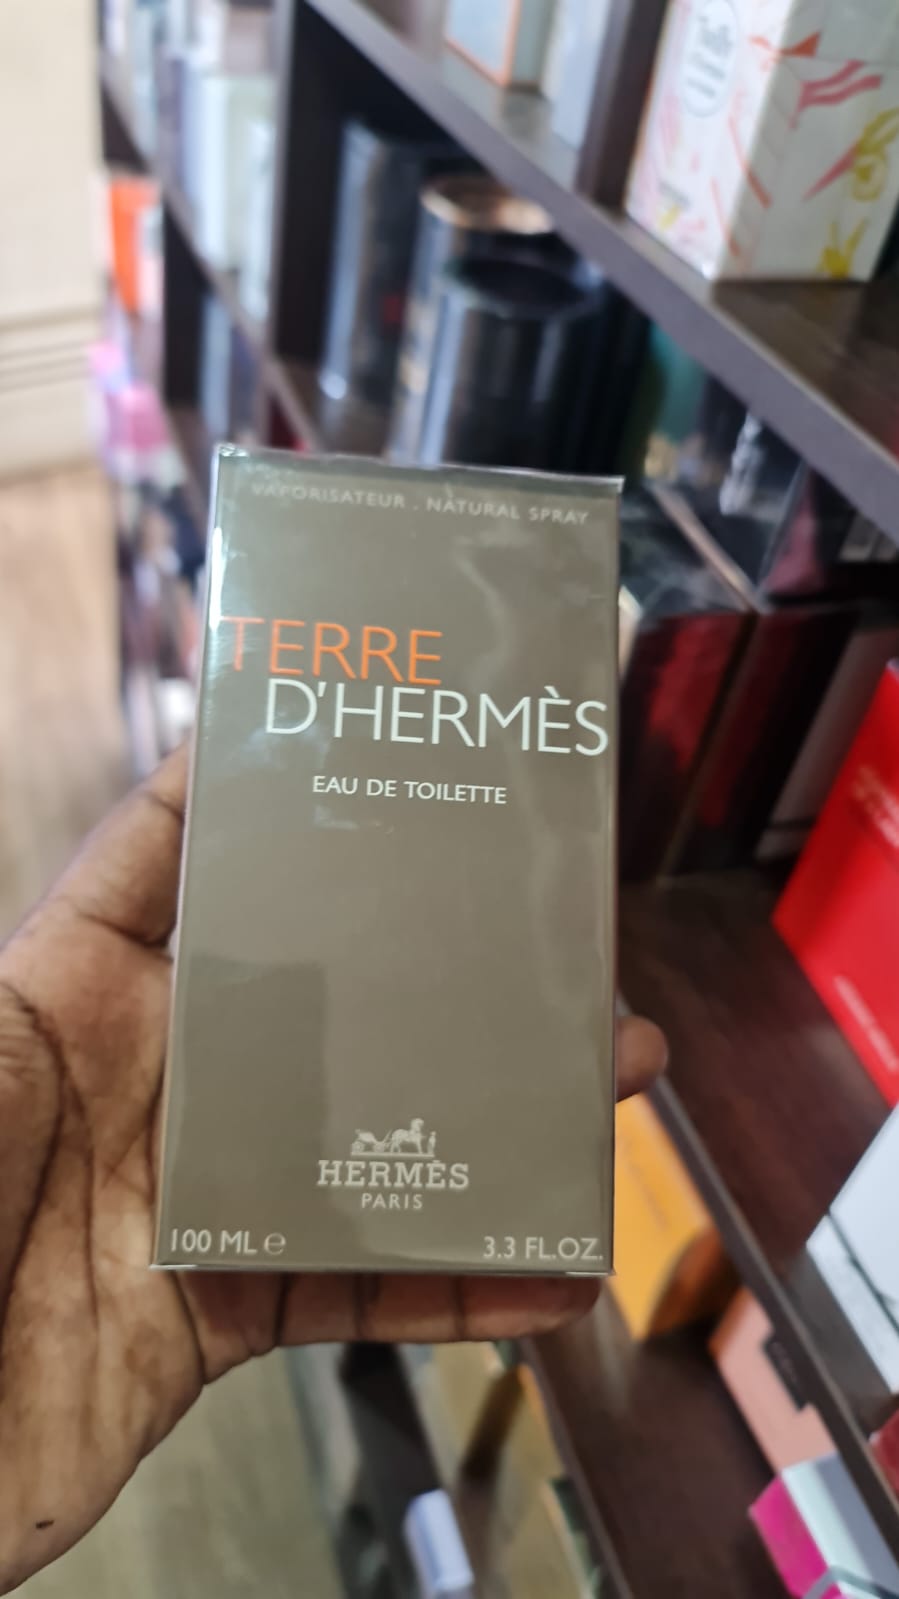 VAPORISATEUR . NATURAL SPRAY
TERRE
D'HERMÈS
EAU DE TOILETTE
HERMÈS
PARIS
100 ML e
3.3 FL.OZ.